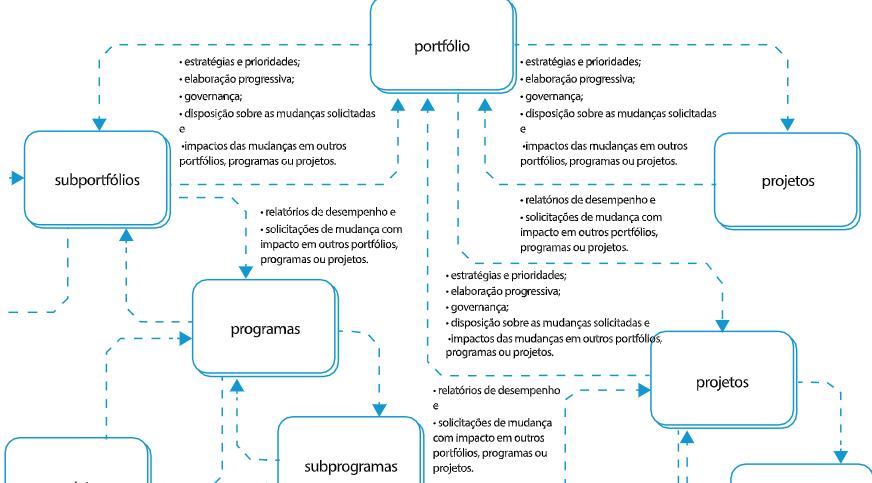 portfólio
• estratégias e prioridades;
• elaboração progressiva;
• governança;
• disposição sobre as mudanças solicitadas
e
•impactos das mudanças em outros
portfólios, programas ou projetos.
• estratégias e prioridades;
• elaboração progressiva;
• governança;
• disposição sobre as mudanças solicitadas
e
•impactos das mudanças em outros
portfólios, programas ou projetos.
subportfólios
projetos
• relatórios de desempenho e
• solicitações de mudança com
impacto em outros portfólios,
programas ou projetos.
• relatórios de desempenho e
• solicitações de mudança com
impacto em outros portfólios,
programas ou projetos.
• estratégias e prioridades;
• elaboração progressiva;
• governança;
• disposição sobre as mudanças solicitadas e
•impactos das mudanças em outros portfólios,
programas ou projetos.
programas
projetos
• relatórios de desempenho
e
• solicitações de mudança
com impacto em outros
portfólios, programas ou
projetos.
subprogramas